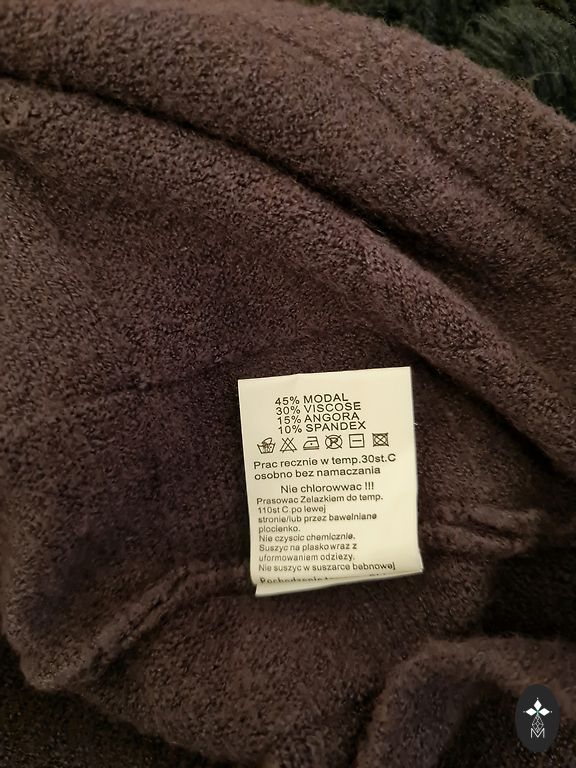 45% MODAL
30% VISCOSE
15% ANGORA
10% SPANDEX
Prac recznie w temp.30st.C
osobno bez namaczania
Nie chlorowwac !!!
Prasowac Zelazkiem do temp.
110st C.po lewej
stronie/lub przez bawelniane
plocienko.
Nie czyscic chemicznie.
Suszyc na plaskowraz z
uformowaniem odziezy.
Nie suszyc w suszarce bebnowej
M